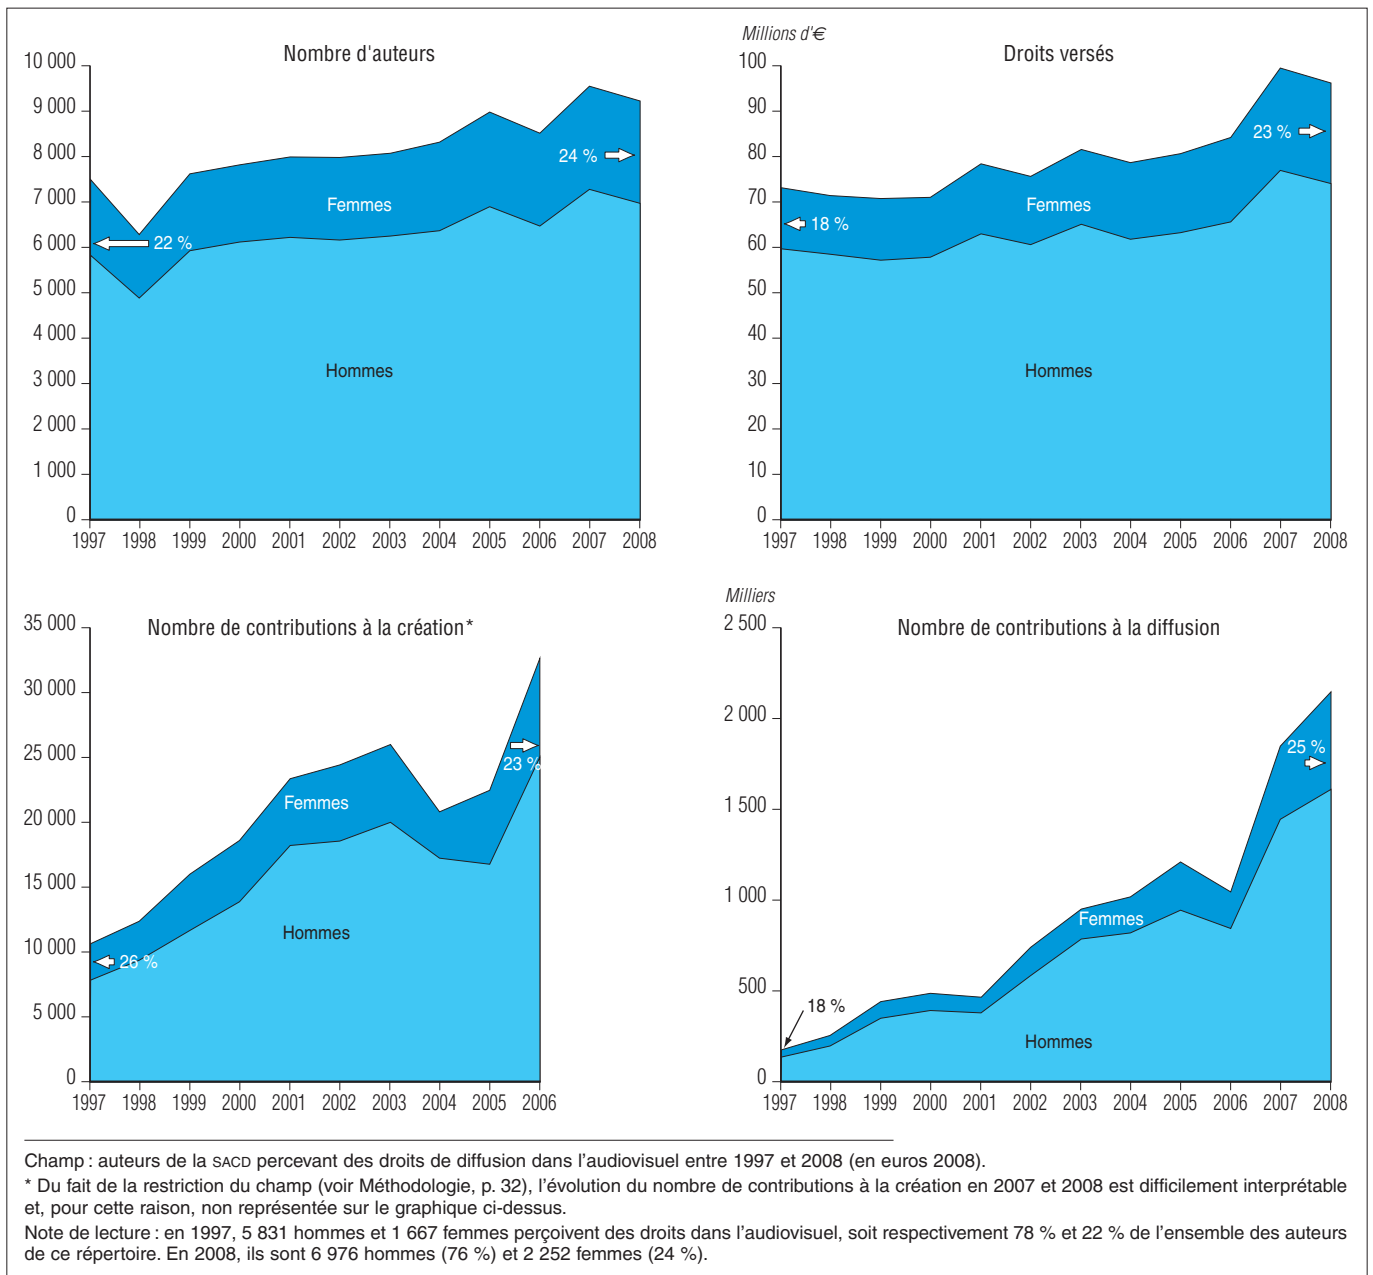 Nombre d'auteurs
10 000
9 000
8 000
7 000
6 000
5 000
4 000
3 000
2 000
1 000
0
24 %
Femmes
22 %
Hommes
1997 1998 1999 2000 2001 2002 2003 2004 2005 2006 2007 2008
Millions d'€
Droits versés
100
90
80
70
60
50
40
30
20
10
0
23 %
Femmes
18 %
Hommes
1997 1998 1999 2000 2001 2002 2003 2004 2005 2006 2007 2008
Nombre de contributions à la création*
35 000
30 000
25 000
20 000
15 000
10 000
5 000
0
23 %
Femmes
Hommes
26 %
1997 1998 1999 2000 2001 2002 2003 2004 2005 2006
Milliers
Nombre de contributions à la diffusion
2 500
2 000
1 500
1 000
500
0
25 %
Femmes
18 %
Hommes
1997 1998 1999 2000 2001 2002 2003 2004 2005 2006 2007 2008
Champ : auteurs de la SACD percevant des droits de diffusion dans l'audiovisuel entre 1997 et 2008 (en euros 2008).
* Du fait de la restriction du champ (voir Méthodologie, p. 32), l'évolution du nombre de contributions à la création en 2007 et 2008 est difficilement interprétable
et, pour cette raison, non représentée sur le graphique ci-dessus.
Note de lecture : en 1997, 5 831 hommes et 1 667 femmes perçoivent des droits dans l'audiovisuel, soit respectivement 78 % et 22 % de l'ensemble des auteurs
de ce répertoire. En 2008, ils sont 6 976 hommes (76 %) et 2 252 femmes (24 %).